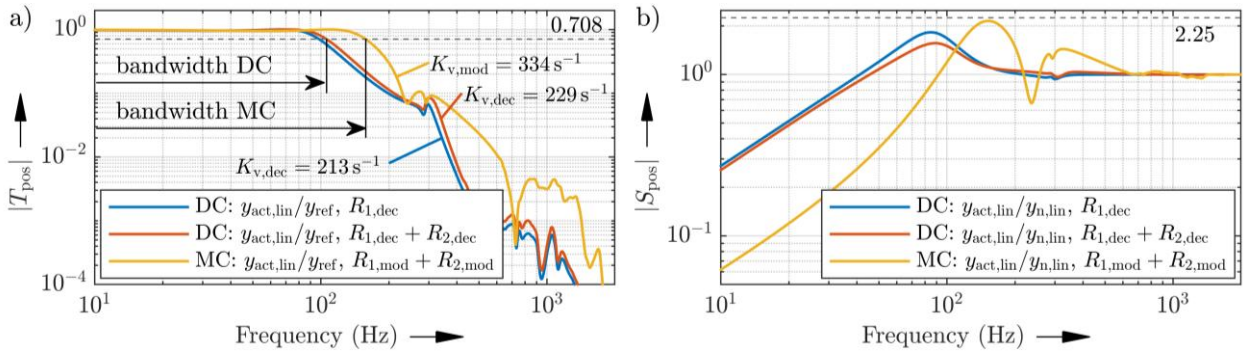 a)
10^0
10^{-2}
10^{-4}
|T_pos|
0.708
bandwidth DC
bandwidth MC
K_v,mod = 334 s^{-1}
K_v,dec = 229 s^{-1}
K_v,dec = 213 s^{-1}
DC: y_act,lin/y_ref, R_1,dec
DC: y_act,lin/y_ref, R_1,dec + R_2,dec
MC: y_act,lin/y_ref, R_1,mod + R_2,mod
10^1
10^2
10^3
Frequency (Hz)
b)
10^0
10^{-1}
|S_pos|
2.25
DC: y_act,lin/y_n,lin, R_1,dec
DC: y_act,lin/y_n,lin, R_1,dec + R_2,dec
MC: y_act,lin/y_n,lin, R_1,mod + R_2,mod
10^1
10^2
10^3
Frequency (Hz)